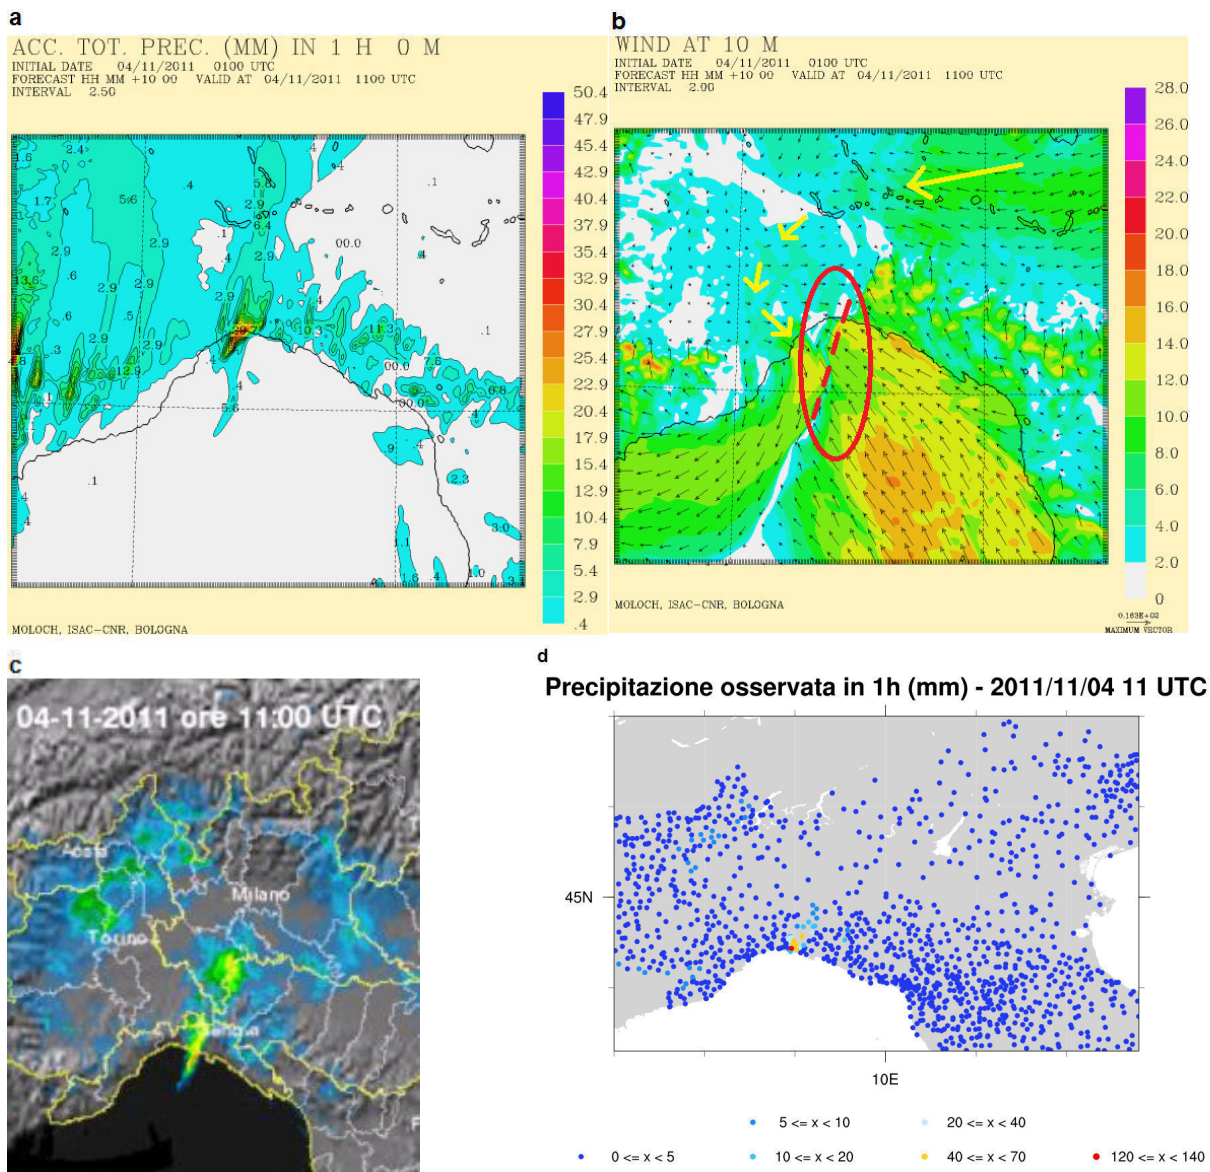 a
ACC. TOT. PREC. (MM) IN 1 H 0 M
INITIAL DATE 04/11/2011 0100 UTC
FORECAST HH MM +10 00 VALID AT 04/11/2011 1100 UTC
INTERVAL 2.50
50.4
47.9
45.4
42.9
40.4
37.9
35.4
32.9
30.4
27.9
25.4
22.9
20.4
17.9
15.4
12.9
10.4
7.9
5.4
2.9
.4
MOLOCH, ISAC-CNR, BOLOGNA
b
WIND AT 10 M
INITIAL DATE 04/11/2011 0100 UTC
FORECAST HH MM +10 00 VALID AT 04/11/2011 1100 UTC
INTERVAL 2.00
28.0
26.0
24.0
22.0
20.0
18.0
16.0
14.0
12.0
10.0
8.0
6.0
4.0
2.0
0
0.163E+02
MAXIMUM VECTOR
MOLOCH, ISAC-CNR, BOLOGNA
c
04-11-2011 ore 11:00 UTC
Aosta
Milano
Torino
d
Precipitazione osservata in 1h (mm) - 2011/11/04 11 UTC
45N
10E
5 <= x < 10
20 <= x < 40
0 <= x < 5
10 <= x < 20
40 <= x < 70
120 <= x < 140